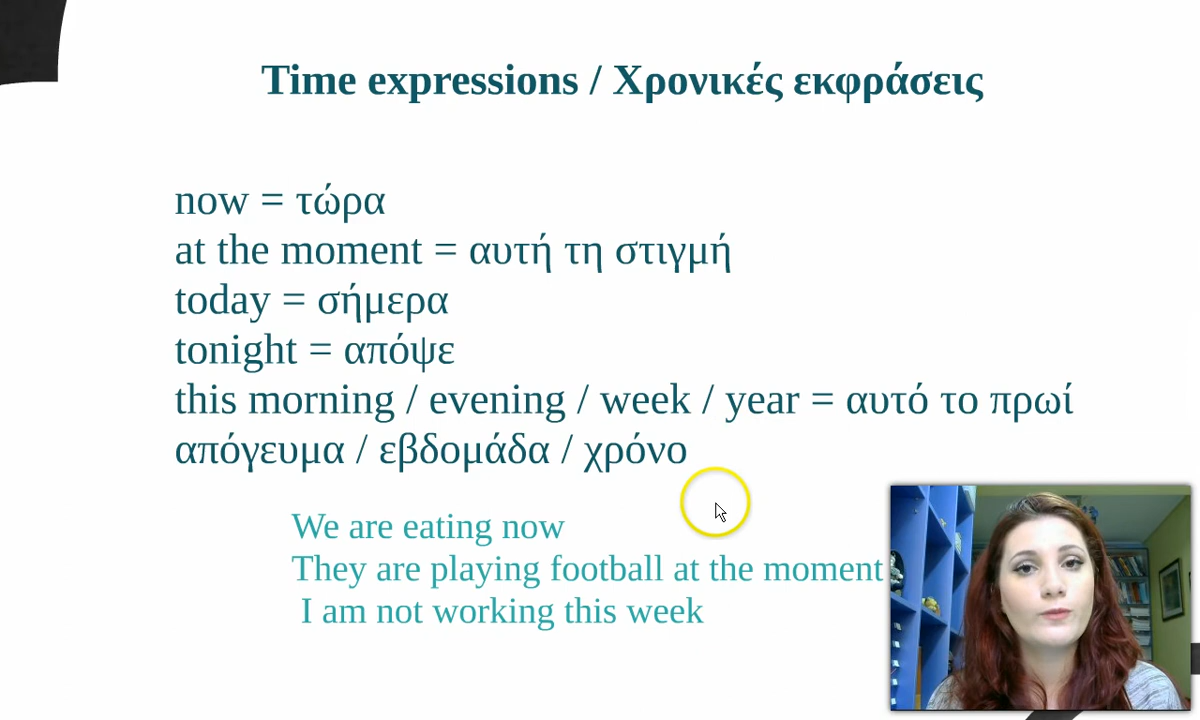 Time expressions / Χρονικές εκφράσεις
now = τώρα
at the moment = αυτή τη στιγμή
today = σήμερα
tonight = απόψε
this morning / evening / week / year = αυτό το πρωί
απόγευμα / εβδομάδα / χρόνο
We are eating now
They are playing football at the moment
I am not working this week